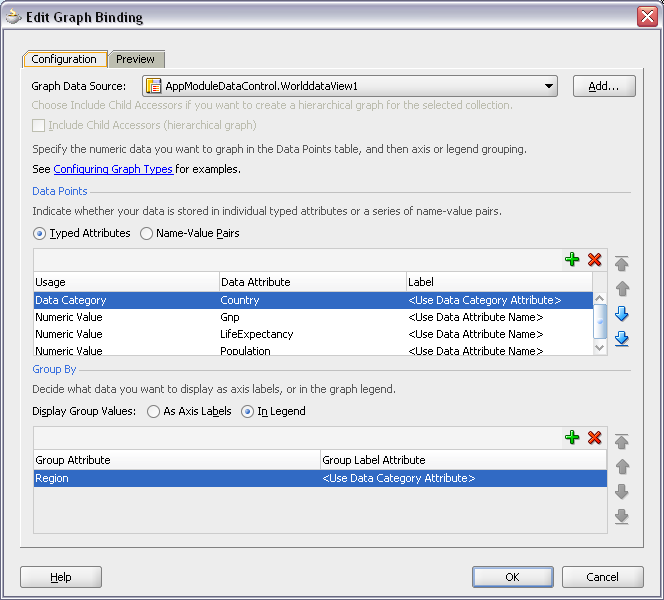 Edit Graph Binding
Configuration Preview
Graph Data Source: AppModuleDataControl.WorlddataView1 Add...
Choose Include Child Accessors if you want to create a hierarchical graph for the selected collection.
Include Child Accessors (hierarchical graph)
Specify the numeric data you want to graph in the Data Points table, and then axis or legend grouping.
See Configuring Graph Types for examples.
Data Points
Indicate whether your data is stored in individual typed attributes or a series of name-value pairs.
Typed Attributes Name-Value Pairs
Usage Data Attribute Label
Data Category Country <Use Data Category Attribute>
Numeric Value Gnp <Use Data Attribute Name>
Numeric Value LifeExpectancy <Use Data Attribute Name>
Numeric Value Population <Use Data Attribute Name>
Group By
Decide what data you want to display as axis labels, or in the graph legend.
Display Group Values: As Axis Labels In Legend
Group Attribute Group Label Attribute
Region <Use Data Category Attribute>
Help OK Cancel